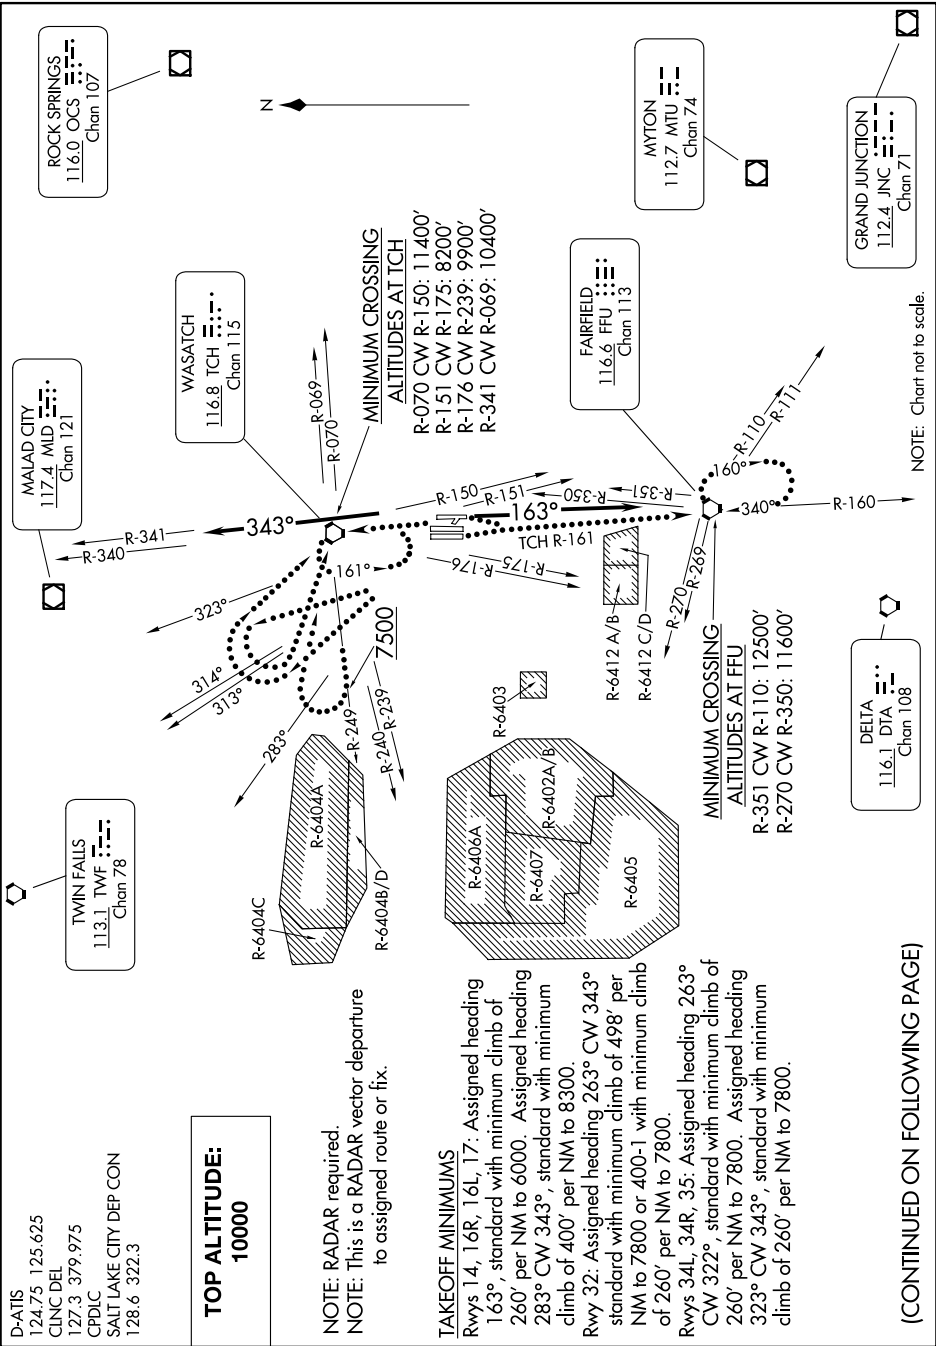 D-ATIS
124.75 125.625
CLNC DEL
127.3 379.975
CPDLC
SALT LAKE CITY DEP CON
128.6 322.3
TOP ALTITUDE:
10000
NOTE: RADAR required.
NOTE: This is a RADAR vector departure
to assigned route or fix.
TAKEOFF MINIMUMS
Rwys 14, 16R, 16L, 17: Assigned heading
163°, standard with minimum climb of
260' per NM to 6000. Assigned heading
283° CW 343°, standard with minimum
climb of 400' per NM to 8300.
Rwy 32: Assigned heading 263° CW 343°
standard with minimum climb of 498' per
NM to 7800 or 400-1 with minimum climb
of 260' per NM to 7800.
Rwys 34L, 34R, 35: Assigned heading 263°
CW 322°, standard with minimum climb of
260' per NM to 7800. Assigned heading
323° CW 343°, standard with minimum
climb of 260' per NM to 7800.
(CONTINUED ON FOLLOWING PAGE)
TWIN FALLS
113.1 TWF
Chan 78
MALAD CITY
117.4 MLD
Chan 121
WASATCH
116.8 TCH
Chan 115
ROCK SPRINGS
116.0 OCS
Chan 107
N
R-340
R-341
343°
323°
314°
313°
283°
161°
R-249
R-240
R-239
7500
R-069
R-070
MINIMUM CROSSING
ALTITUDES AT TCH
R-070 CW R-150: 11400'
R-151 CW R-175: 8200'
R-176 CW R-239: 9900'
R-341 CW R-069: 10400'
R-150
R-151
R-350
R-351
163°
TCH R-161
R-176
R-175
R-6404A
R-6404C
R-6404B/D
R-6403
R-6406A
R-6402A/B
R-6407
R-6405
R-6412 A/B
R-6412 C/D
R-270
R-269
340°
160°
R-110
R-111
R-160
MINIMUM CROSSING
ALTITUDES AT FFU
R-351 CW R-110: 12500'
R-270 CW R-350: 11600'
FAIRFIELD
116.6 FFU
Chan 113
MYTON
112.7 MTU
Chan 74
GRAND JUNCTION
112.4 JNC
Chan 71
DELTA
116.1 DTA
Chan 108
NOTE: Chart not to scale.